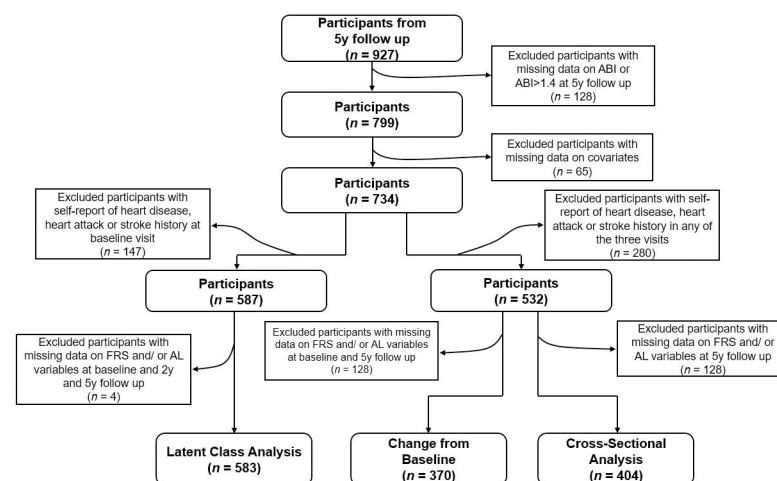 Participants from
5y follow up
(n = 927)
Excluded participants with
missing data on ABI or
ABI>1.4 at 5y follow up
(n = 128)
Participants
(n = 799)
Excluded participants with
missing data on covariates
(n = 65)
Participants
(n = 734)
Excluded participants with
self-report of heart disease,
heart attack or stroke history at
baseline visit
(n = 147)
Excluded participants with self-
report of heart disease, heart
attack or stroke history in any of
the three visits
(n = 280)
Participants
(n = 587)
Participants
(n = 532)
Excluded participants with
missing data on FRS and/ or AL
variables at baseline and 2y
and 5y follow up
(n = 4)
Excluded participants with missing
data on FRS and/ or AL variables
at baseline and 5y follow up
(n = 128)
Excluded participants with
missing data on FRS and/ or
AL variables at 5y follow up
(n = 128)
Latent Class Analysis
(n = 583)
Change from
Baseline
(n = 370)
Cross-Sectional
Analysis
(n = 404)